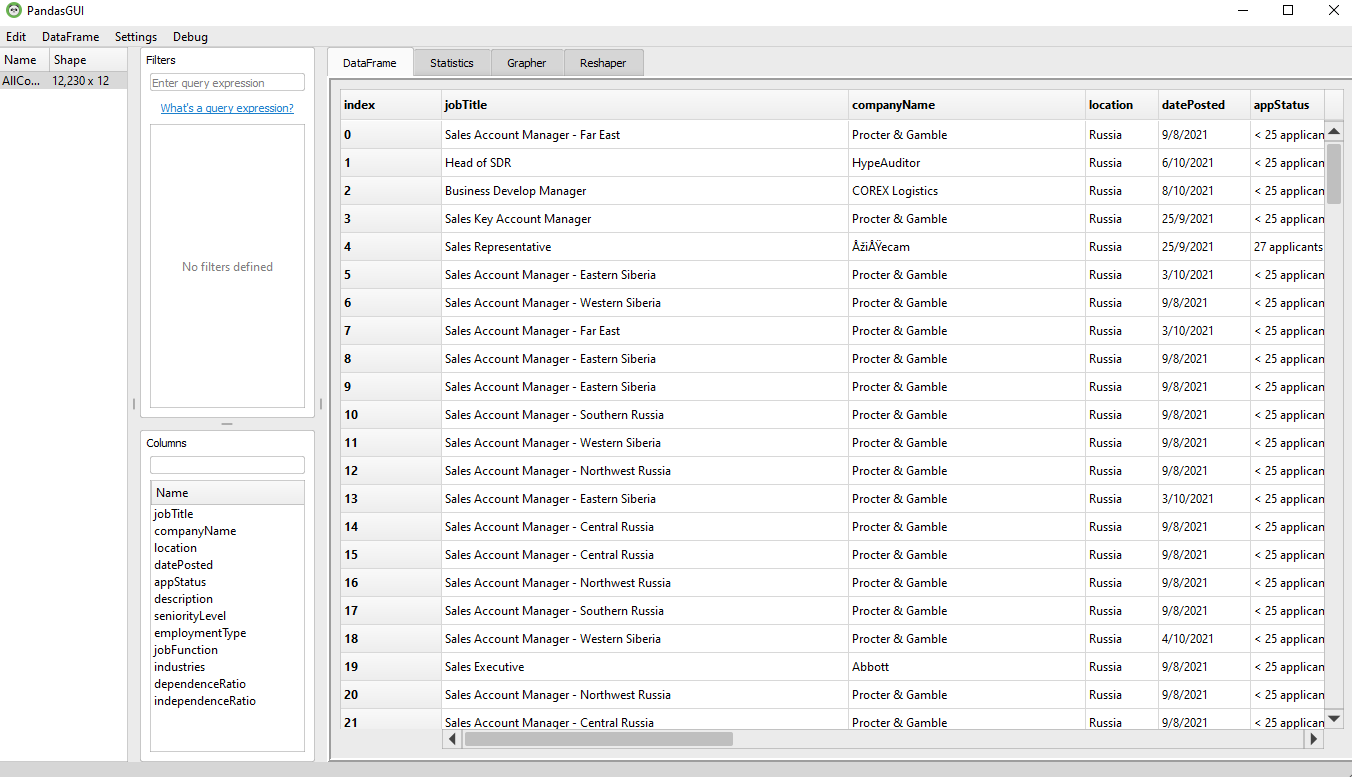 PandasGUI
Edit DataFrame Settings Debug
Name Shape
AllCo... 12,230 x 12
Filters
Enter query expression
What's a query expression?
No filters defined
Columns
Name
jobTitle
companyName
location
datePosted
appStatus
description
seniorityLevel
employmentType
jobFunction
industries
dependenceRatio
independenceRatio
DataFrame Statistics Grapher Reshaper
index jobTitle companyName location datePosted appStatus
0 Sales Account Manager - Far East Procter & Gamble Russia 9/8/2021 < 25 applican
1 Head of SDR HypeAuditor Russia 6/10/2021 < 25 applican
2 Business Develop Manager COREX Logistics Russia 8/10/2021 < 25 applican
3 Sales Key Account Manager Procter & Gamble Russia 25/9/2021 < 25 applican
4 Sales Representative ÅžiÅŸecam Russia 25/9/2021 27 applicants
5 Sales Account Manager - Eastern Siberia Procter & Gamble Russia 3/10/2021 < 25 applican
6 Sales Account Manager - Western Siberia Procter & Gamble Russia 9/8/2021 < 25 applican
7 Sales Account Manager - Far East Procter & Gamble Russia 3/10/2021 < 25 applican
8 Sales Account Manager - Eastern Siberia Procter & Gamble Russia 9/8/2021 < 25 applican
9 Sales Account Manager - Eastern Siberia Procter & Gamble Russia 9/8/2021 < 25 applican
10 Sales Account Manager - Southern Russia Procter & Gamble Russia 9/8/2021 < 25 applican
11 Sales Account Manager - Western Siberia Procter & Gamble Russia 9/8/2021 < 25 applican
12 Sales Account Manager - Northwest Russia Procter & Gamble Russia 9/8/2021 < 25 applican
13 Sales Account Manager - Eastern Siberia Procter & Gamble Russia 3/10/2021 < 25 applican
14 Sales Account Manager - Central Russia Procter & Gamble Russia 9/8/2021 < 25 applican
15 Sales Account Manager - Central Russia Procter & Gamble Russia 9/8/2021 < 25 applican
16 Sales Account Manager - Northwest Russia Procter & Gamble Russia 9/8/2021 < 25 applican
17 Sales Account Manager - Southern Russia Procter & Gamble Russia 9/8/2021 < 25 applican
18 Sales Account Manager - Western Siberia Procter & Gamble Russia 4/10/2021 < 25 applican
19 Sales Executive Abbott Russia 9/8/2021 < 25 applican
20 Sales Account Manager - Northwest Russia Procter & Gamble Russia 9/8/2021 < 25 applican
21 Sales Account Manager - Central Russia Procter & Gamble Russia 9/8/2021 < 25 applican